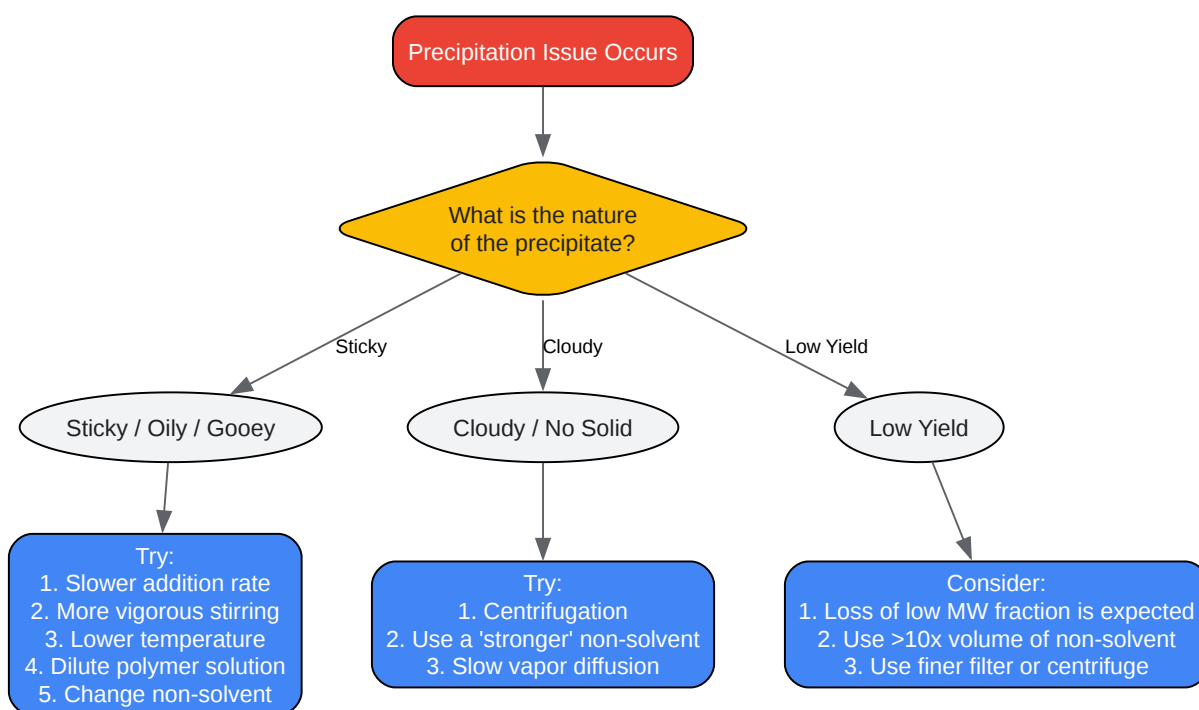 Precipitation Issue Occurs
What is the nature
of the precipitate?
Sticky
Cloudy
Low Yield
Sticky / Oily / Gooey
Cloudy / No Solid
Low Yield
Try:
1. Slower addition rate
2. More vigorous stirring
3. Lower temperature
4. Dilute polymer solution
5. Change non-solvent
Try:
1. Centrifugation
2. Use a 'stronger' non-solvent
3. Slow vapor diffusion
Consider:
1. Loss of low MW fraction is expected
2. Use >10x volume of non-solvent
3. Use finer filter or centrifuge